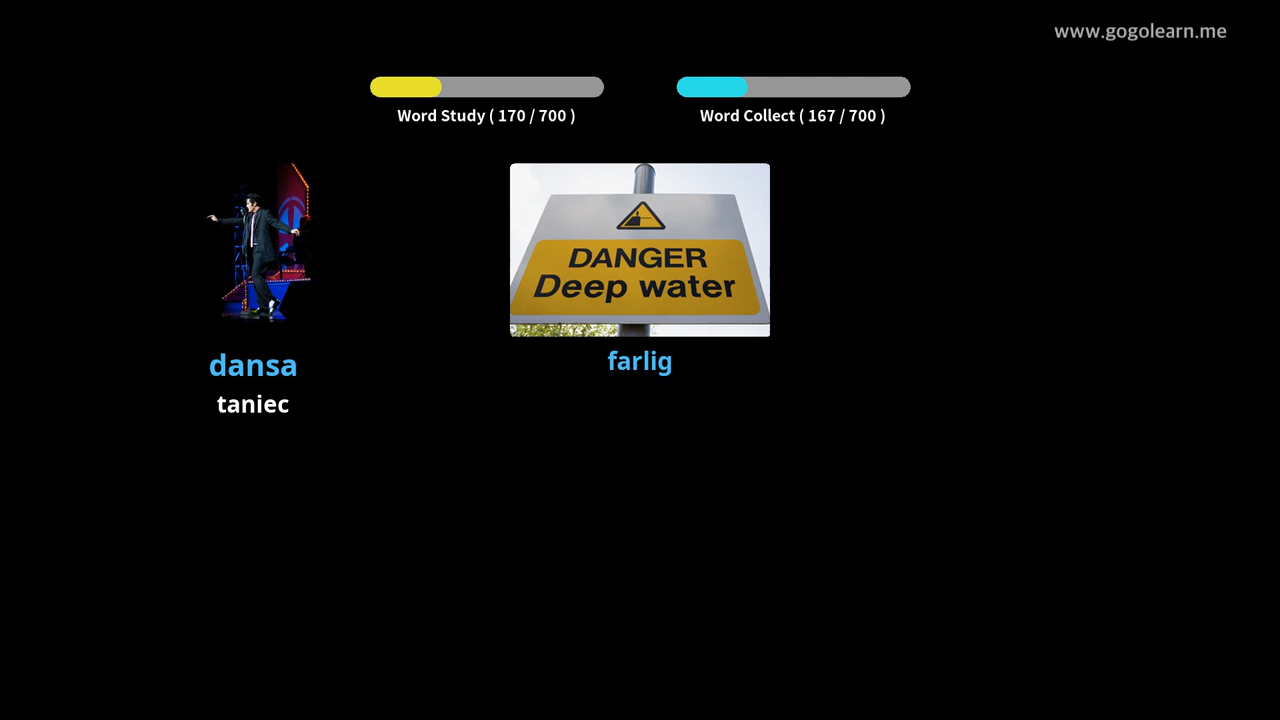 www.gogolearn.me
Word Study ( 170 / 700 )
Word Collect ( 167 / 700 )
DANGER
Deep water
dansa
farlig
taniec